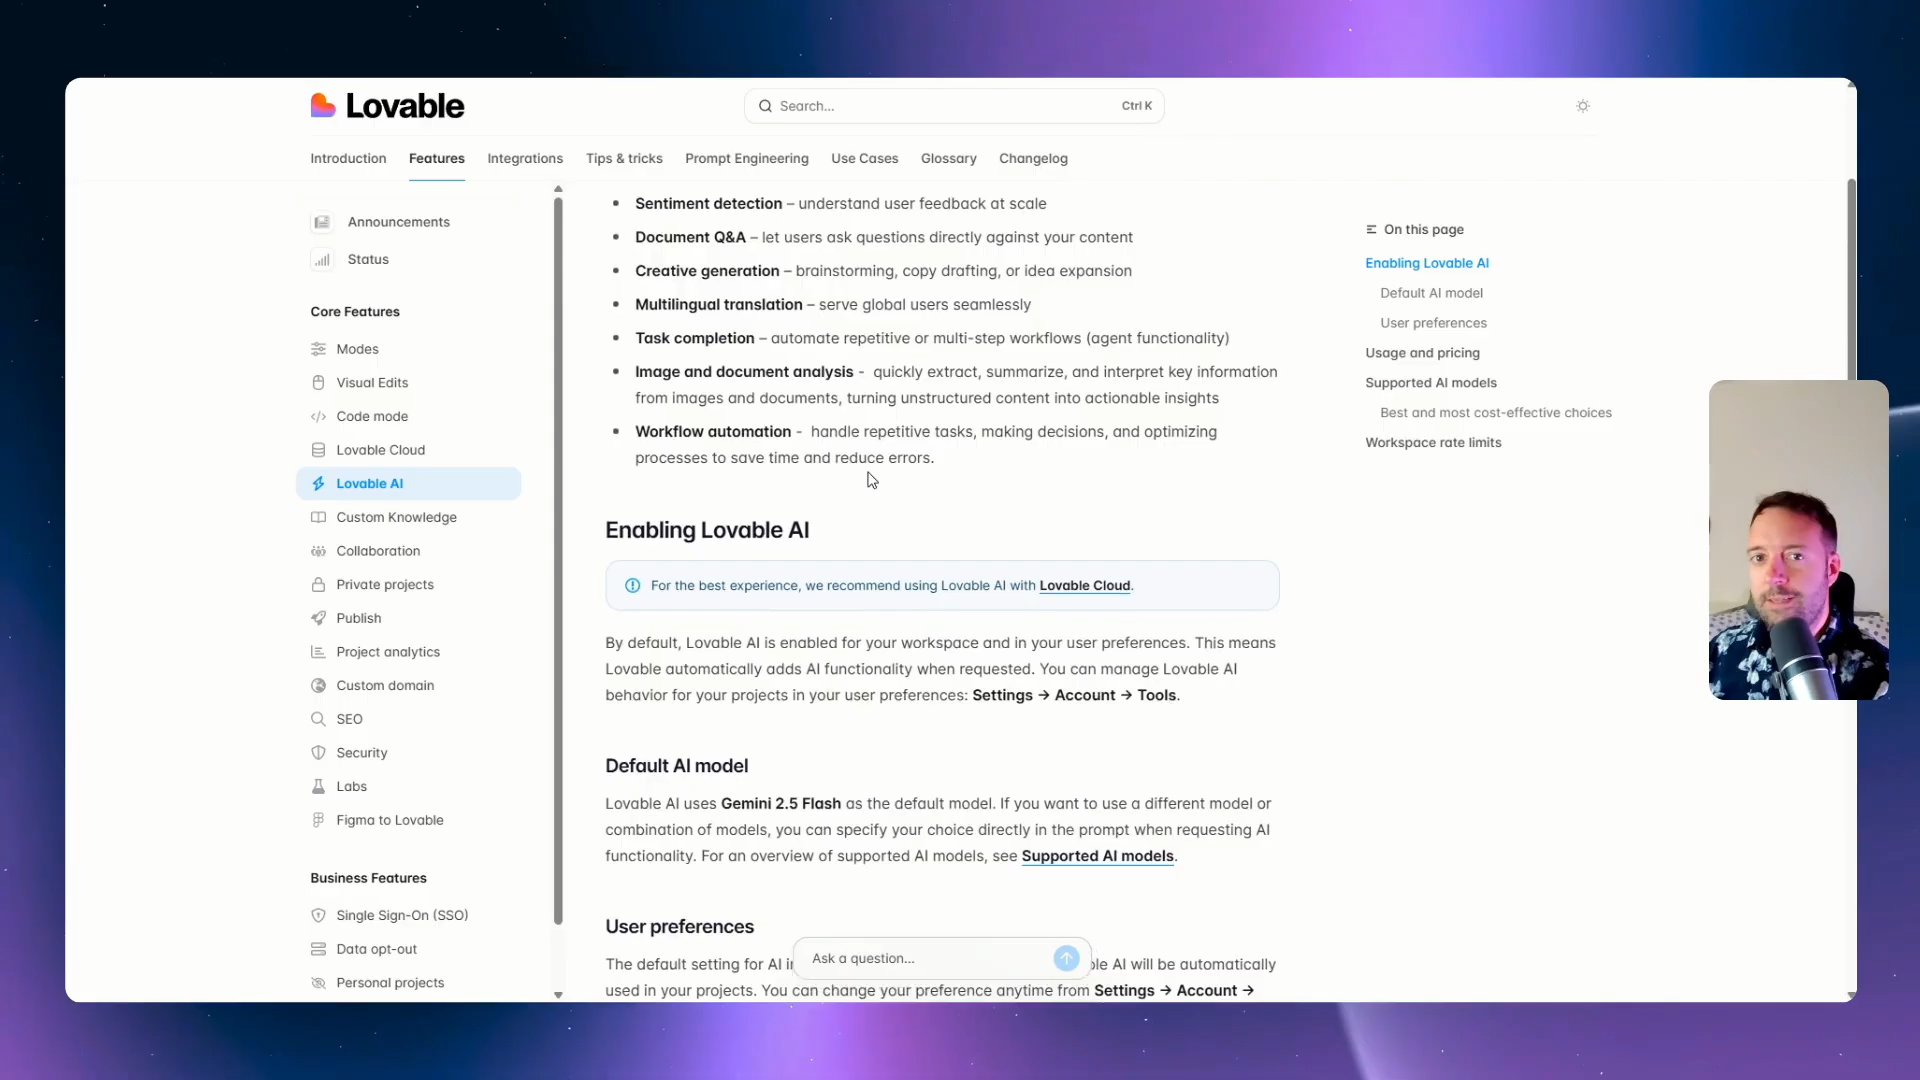 Lovable
Search...
Ctrl K
Introduction
Features
Integrations
Tips & tricks
Prompt Engineering
Use Cases
Glossary
Changelog
Announcements
Status
Core Features
Modes
Visual Edits
Code mode
Lovable Cloud
Lovable AI
Custom Knowledge
Collaboration
Private projects
Publish
Project analytics
Custom domain
SEO
Security
Labs
Figma to Lovable
Business Features
Single Sign-On (SSO)
Data opt-out
Personal projects
• Sentiment detection – understand user feedback at scale
• Document Q&A – let users ask questions directly against your content
• Creative generation – brainstorming, copy drafting, or idea expansion
• Multilingual translation – serve global users seamlessly
• Task completion – automate repetitive or multi-step workflows (agent functionality)
• Image and document analysis - quickly extract, summarize, and interpret key information
from images and documents, turning unstructured content into actionable insights
• Workflow automation - handle repetitive tasks, making decisions, and optimizing
processes to save time and reduce errors.
Enabling Lovable AI
For the best experience, we recommend using Lovable AI with Lovable Cloud.
By default, Lovable AI is enabled for your workspace and in your user preferences. This means
Lovable automatically adds AI functionality when requested. You can manage Lovable AI
behavior for your projects in your user preferences: Settings → Account → Tools.
Default AI model
Lovable AI uses Gemini 2.5 Flash as the default model. If you want to use a different model or
combination of models, you can specify your choice directly in the prompt when requesting AI
functionality. For an overview of supported AI models, see Supported AI models.
User preferences
The default setting for AI
Ask a question...
AI will be automatically
used in your projects. You can change your preference anytime from Settings → Account →
On this page
Enabling Lovable AI
Default AI model
User preferences
Usage and pricing
Supported AI models
Best and most cost-effective choices
Workspace rate limits